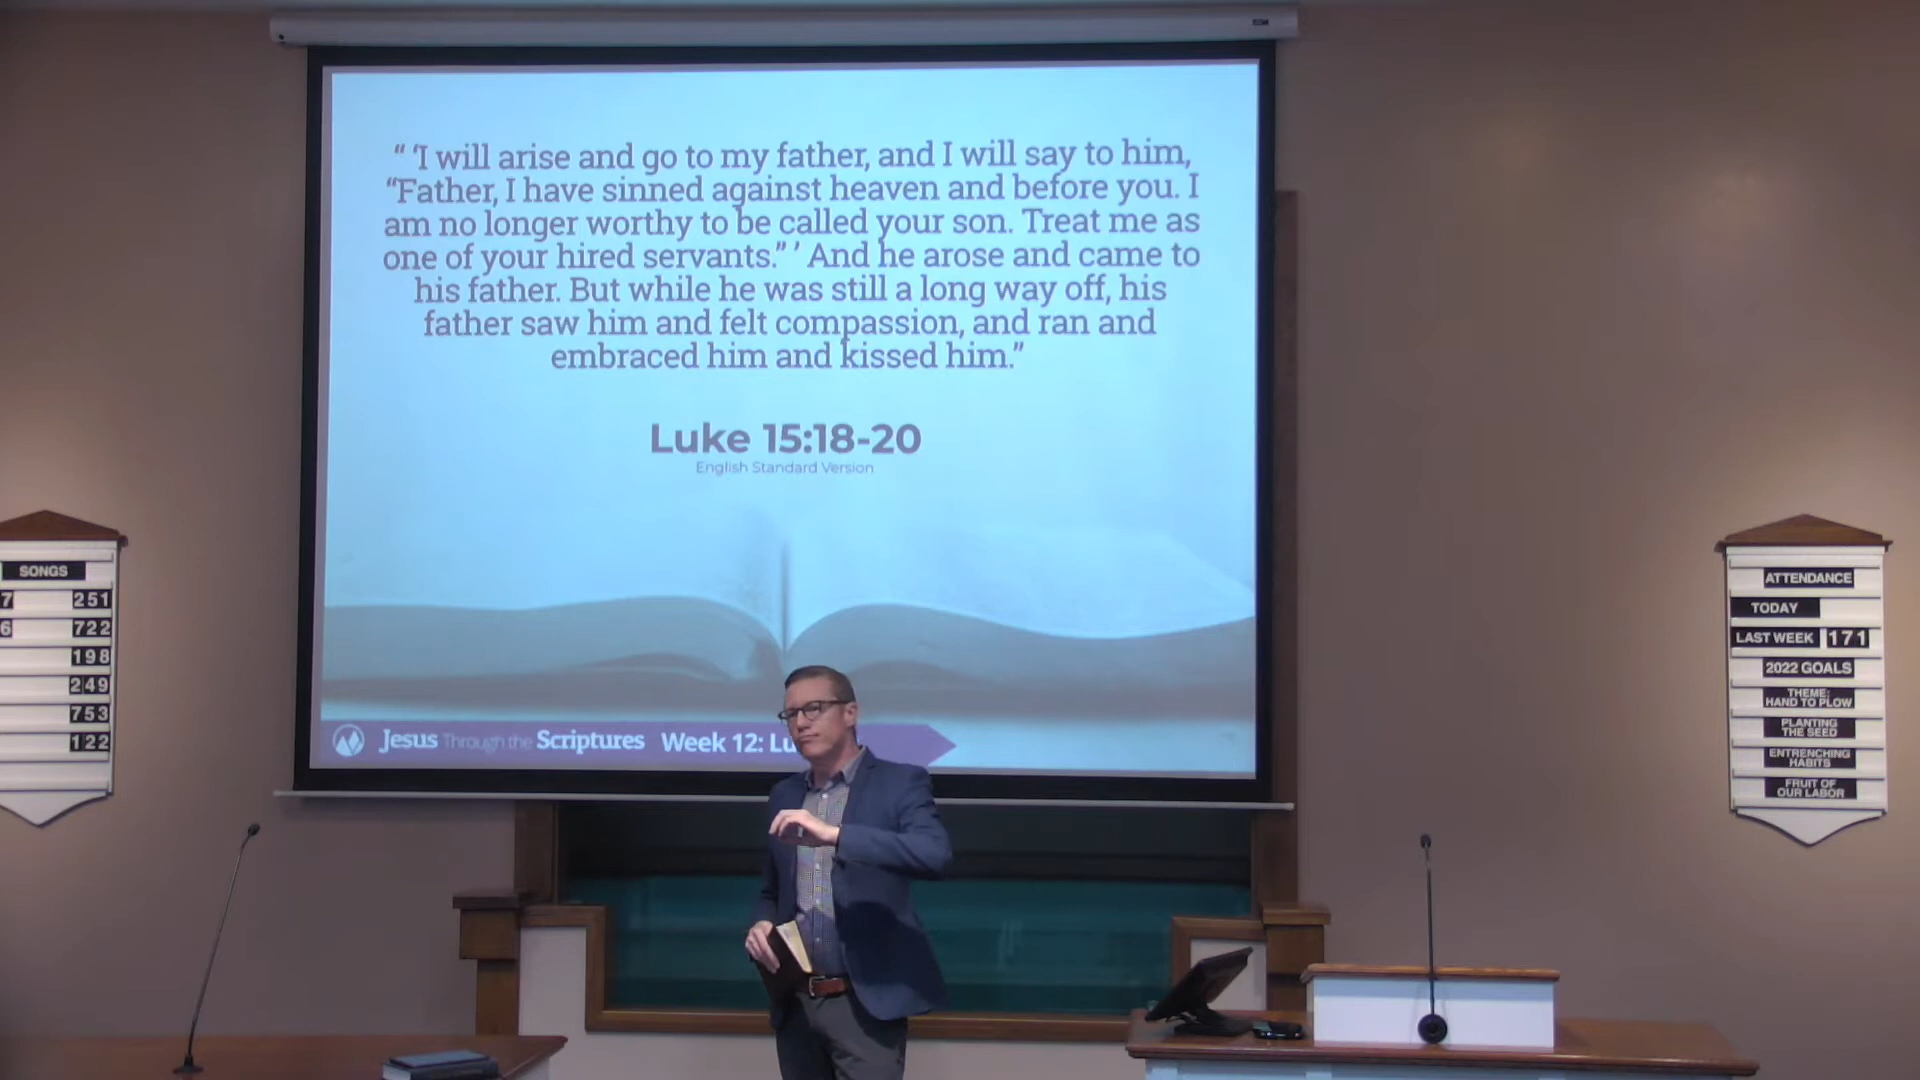 “ ‘I will arise and go to my father, and I will say to him,
“Father, I have sinned against heaven and before you. I
am no longer worthy to be called your son. Treat me as
one of your hired servants.” ’ And he arose and came to
his father. But while he was still a long way off, his
father saw him and felt compassion, and ran and
embraced him and kissed him.”
Luke 15:18-20
English Standard Version
Jesus Through the Scriptures Week 12: Lu
SONGS
7 251
6 722
198
249
753
122
ATTENDANCE
TODAY
LAST WEEK 171
2022 GOALS
THEME:
HAND TO PLOW
PLANTING
THE SEED
ENTRENCHING
HABITS
FRUIT OF
OUR LABOR